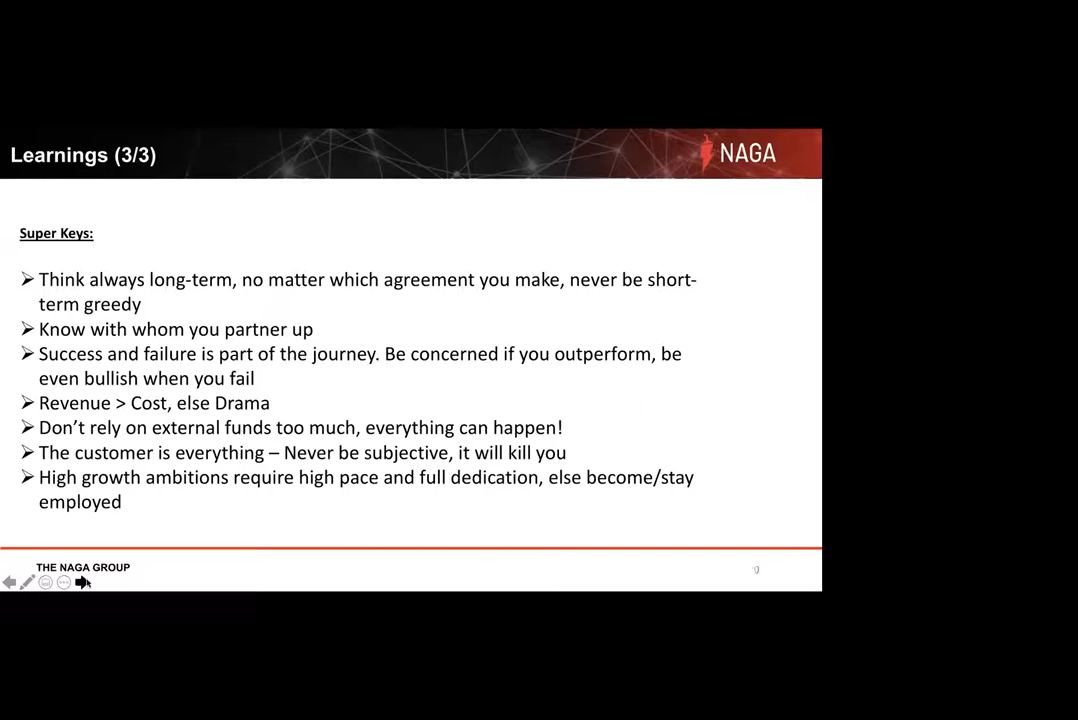 Learnings (3/3)
NAGA
Super Keys:
➢ Think always long-term, no matter which agreement you make, never be short-
term greedy
➢ Know with whom you partner up
➢ Success and failure is part of the journey. Be concerned if you outperform, be
even bullish when you fail
➢ Revenue > Cost, else Drama
➢ Don’t rely on external funds too much, everything can happen!
➢ The customer is everything – Never be subjective, it will kill you
➢ High growth ambitions require high pace and full dedication, else become/stay
employed
THE NAGA GROUP